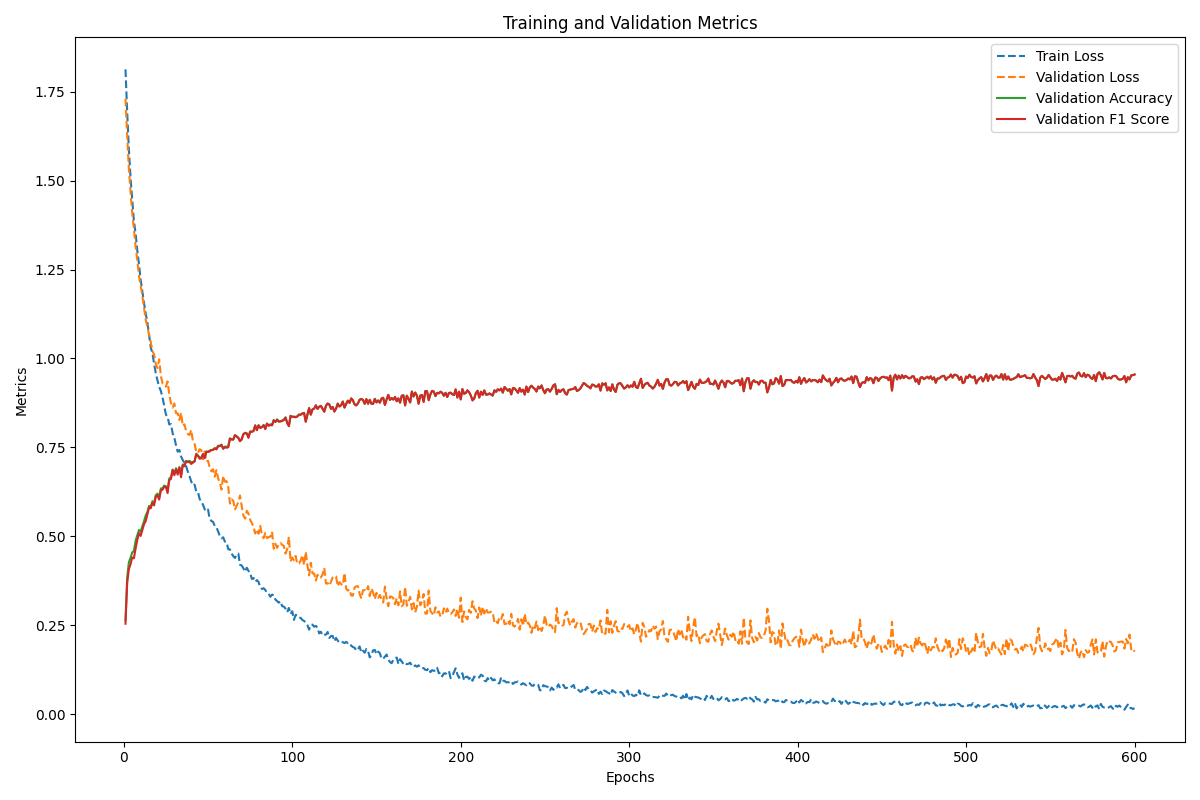 Training and Validation Metrics
Train Loss
Validation Loss
Validation Accuracy
Validation F1 Score
Metrics
1.75
1.50
1.25
1.00
0.75
0.50
0.25
0.00
0
100
200
300
400
500
600
Epochs